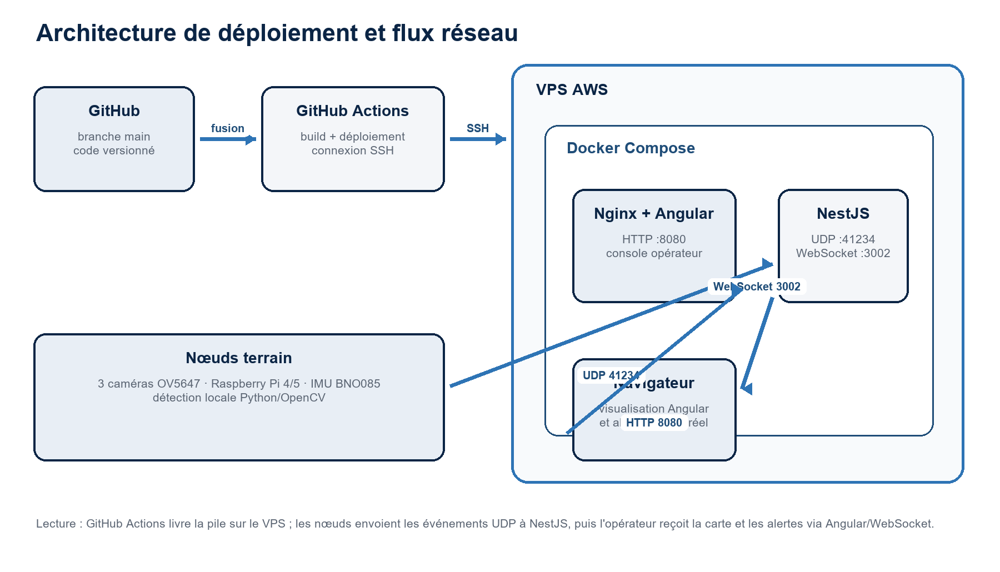 Architecture de déploiement et flux réseau
GitHub
branche main
code versionné
fusion
GitHub Actions
build + déploiement
connexion SSH
SSH
VPS AWS
Docker Compose
Nginx + Angular
HTTP :8080
console opérateur
NestJS
UDP :41234
WebSocket :3002
WebSocket 3002
Nœuds terrain
3 caméras OV5647 · Raspberry Pi 4/5 · IMU BNO085
détection locale Python/OpenCV
UDP 41234
Navigateur
visualisation Angular
et réel
HTTP 8080
Lecture : GitHub Actions livre la pile sur le VPS ; les nœuds envoient les événements UDP à NestJS, puis l'opérateur reçoit la carte et les alertes via Angular/WebSocket.